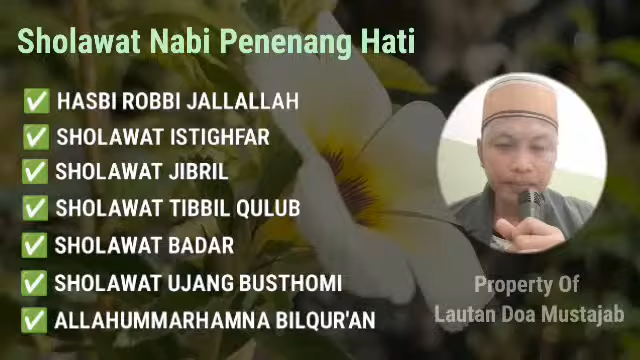 Sholawat Nabi Penenang Hati
✅ HASBI ROBBI JALLALLAH
✅ SHOLAWAT ISTIGHFAR
✅ SHOLAWAT JIBRIL
✅ SHOLAWAT TIBBIL QULUB
✅ SHOLAWAT BADAR
✅ SHOLAWAT UJANG BUSTHOMI
✅ ALLAHUMMARHAMNA BILQUR'AN
Property Of
Lautan Doa Mustajab